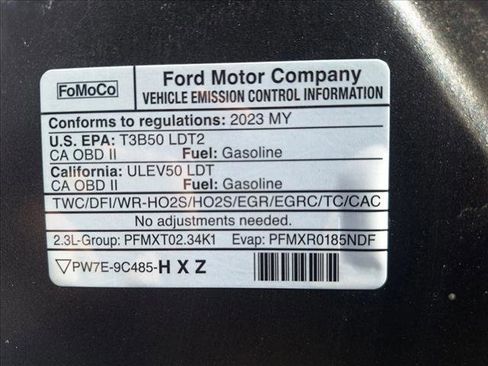 FoMoCo
Ford Motor Company
VEHICLE EMISSION CONTROL INFORMATION
Conforms to regulations: 2023 MY
U.S. EPA: T3B50 LDT2
CA OBD II Fuel: Gasoline
California: ULEV50 LDT
CA OBD II Fuel: Gasoline
TWC/DFI/WR-HO2S/HO2S/EGR/EGRC/TC/CAC
No adjustments needed.
2.3L-Group: PFMXT02.34K1 Evap: PFMXR0185NDF
▽PW7E-9C485-H X Z